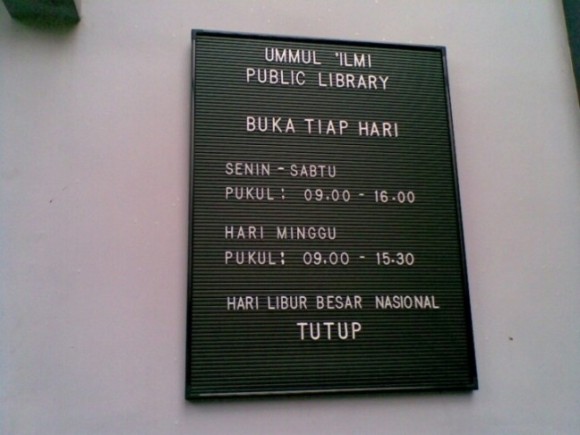 UMMUL 'ILMI
PUBLIC LIBRARY
BUKA TIAP HARI
SENIN - SABTU
PUKUL: 09.00 - 16.00
HARI MINGGU
PUKUL: 09.00 - 15.30
HARI LIBUR BESAR NASIONAL
TUTUP